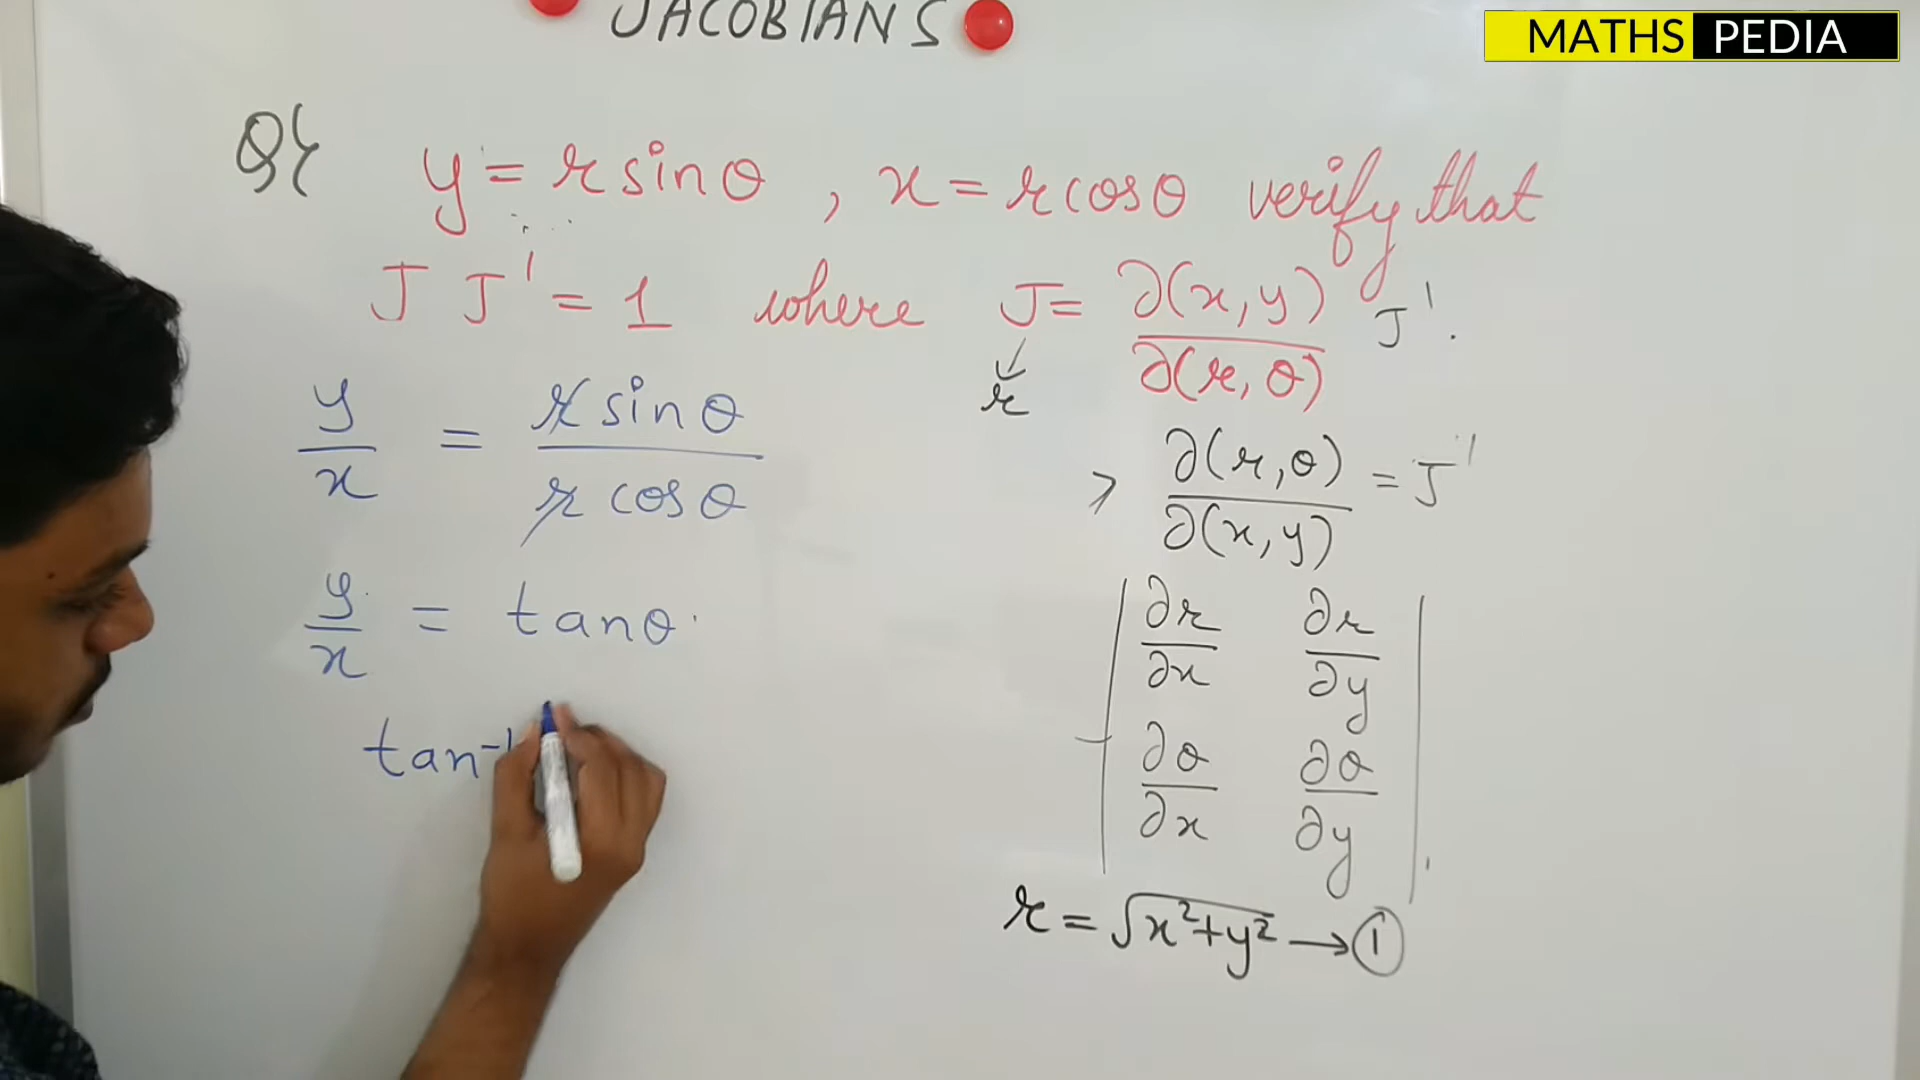 JACOBIANS
MATHS PEDIA
Q( y = r sinθ , x = r cosθ verify that
J J' = 1 where J = ∂(x,y)/∂(r,θ) J'.
r
y/x = r sinθ / r cosθ
∂(r,θ)/∂(x,y) = J'
y/x = tanθ
∂r/∂x ∂r/∂y
tan⁻¹
∂θ/∂x ∂θ/∂y
r = √x²+y² → ①